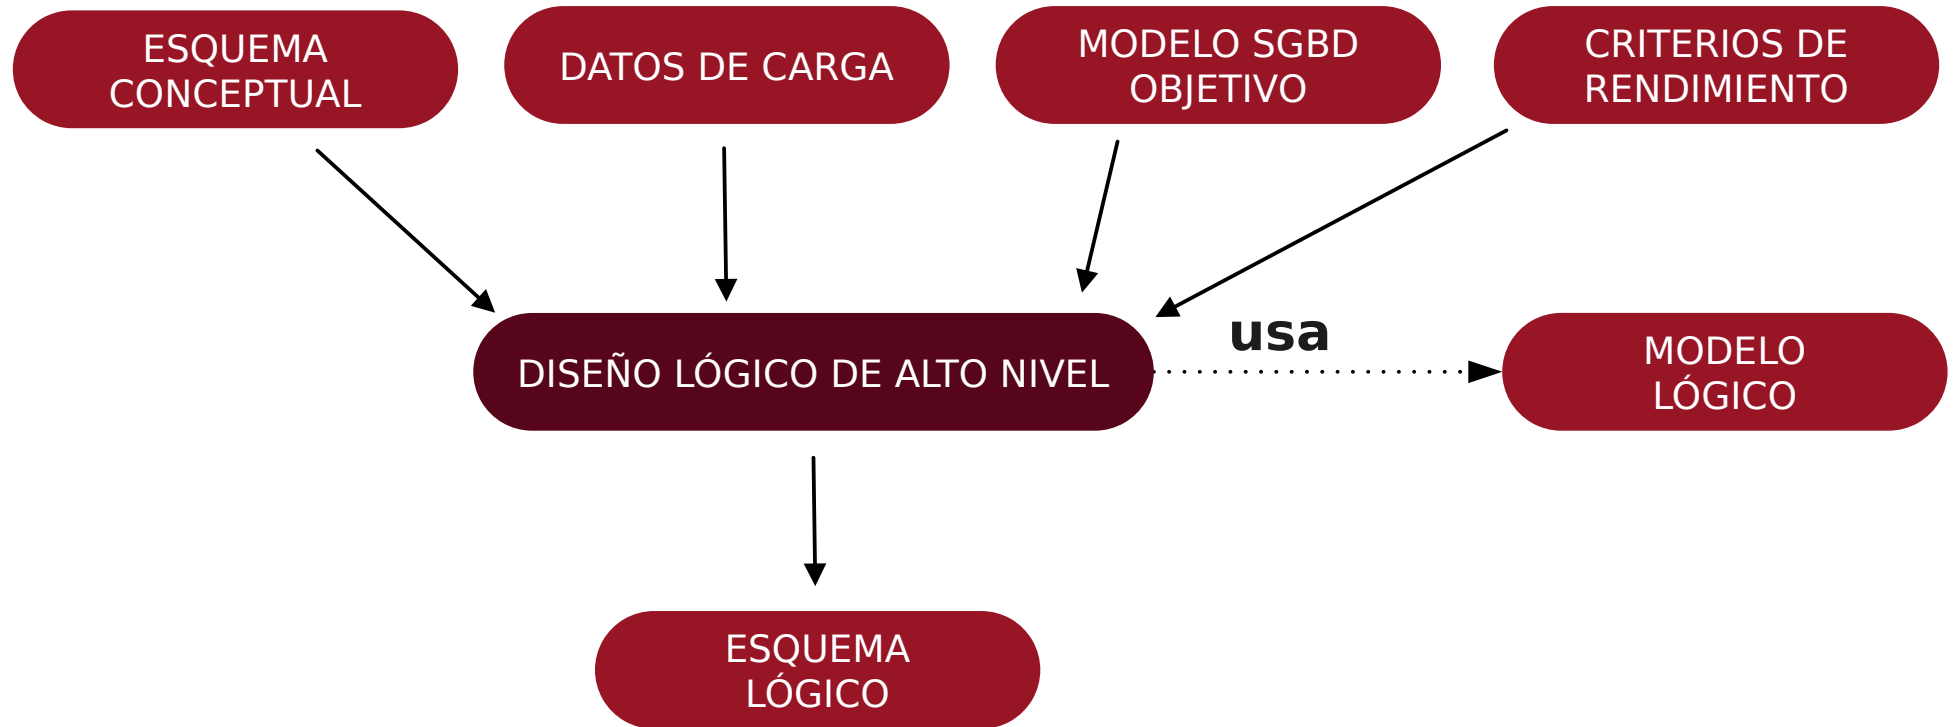 ESQUEMA
CONCEPTUAL
DATOS DE CARGA
MODELO SGBD
OBJETIVO
CRITERIOS DE
RENDIMIENTO
DISEÑO LÓGICO DE ALTO NIVEL
usa
MODELO
LÓGICO
ESQUEMA
LÓGICO